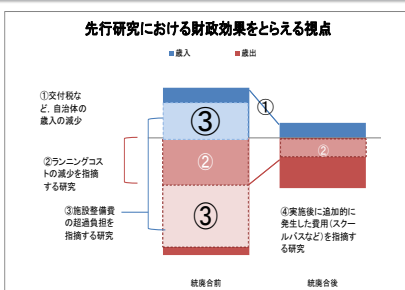 先行研究における財政効果をとらえる視点
■歳入 ■歳出
①交付税な
ど、自治体の
歳入の減少
②ランニングコス
トの減少を指摘
する研究
③施設整備費
の超過負担を
指摘する研究
③
②
③
①
②
④実施後に追加的に
発生した費用(スクー
ルバスなど)を指摘す
る研究
統廃合前
統廃合後